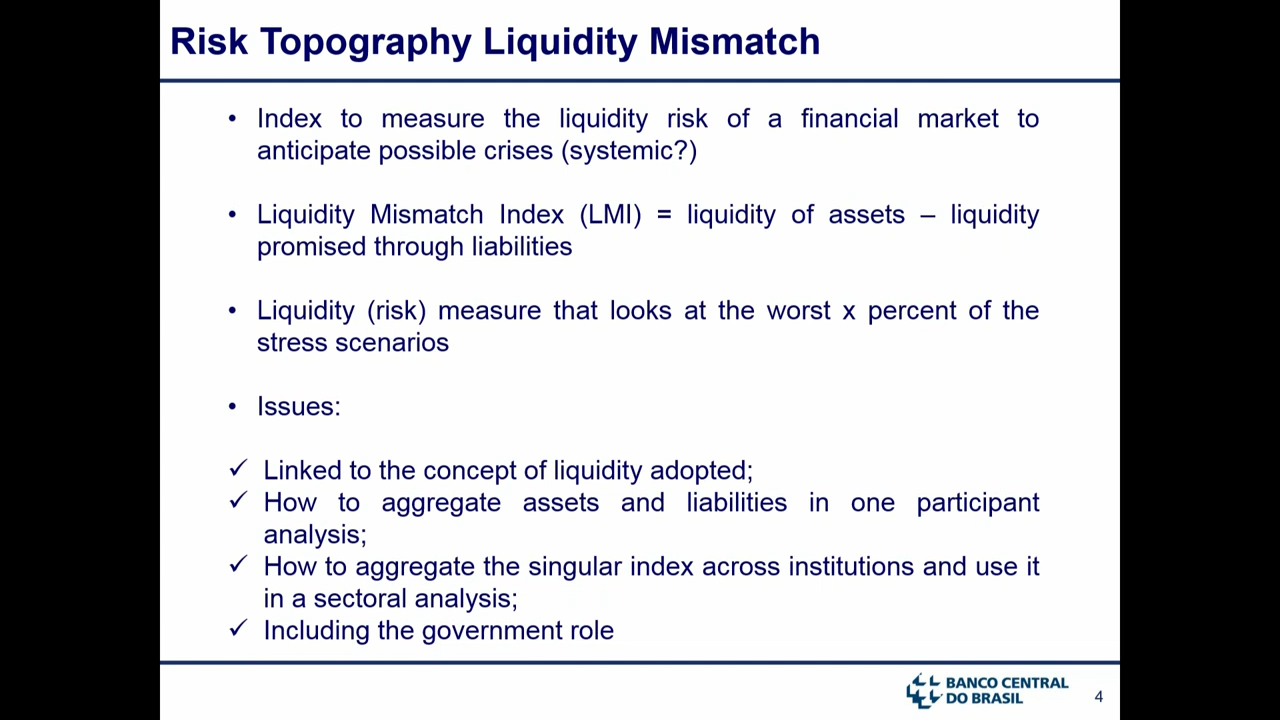 Risk Topography Liquidity Mismatch
• Index to measure the liquidity risk of a financial market to
anticipate possible crises (systemic?)
• Liquidity Mismatch Index (LMI) = liquidity of assets – liquidity
promised through liabilities
• Liquidity (risk) measure that looks at the worst x percent of the
stress scenarios
• Issues:
✓ Linked to the concept of liquidity adopted;
✓ How to aggregate assets and liabilities in one participant
analysis;
✓ How to aggregate the singular index across institutions and use it
in a sectoral analysis;
✓ Including the government role
BANCO CENTRAL
DO BRASIL
4